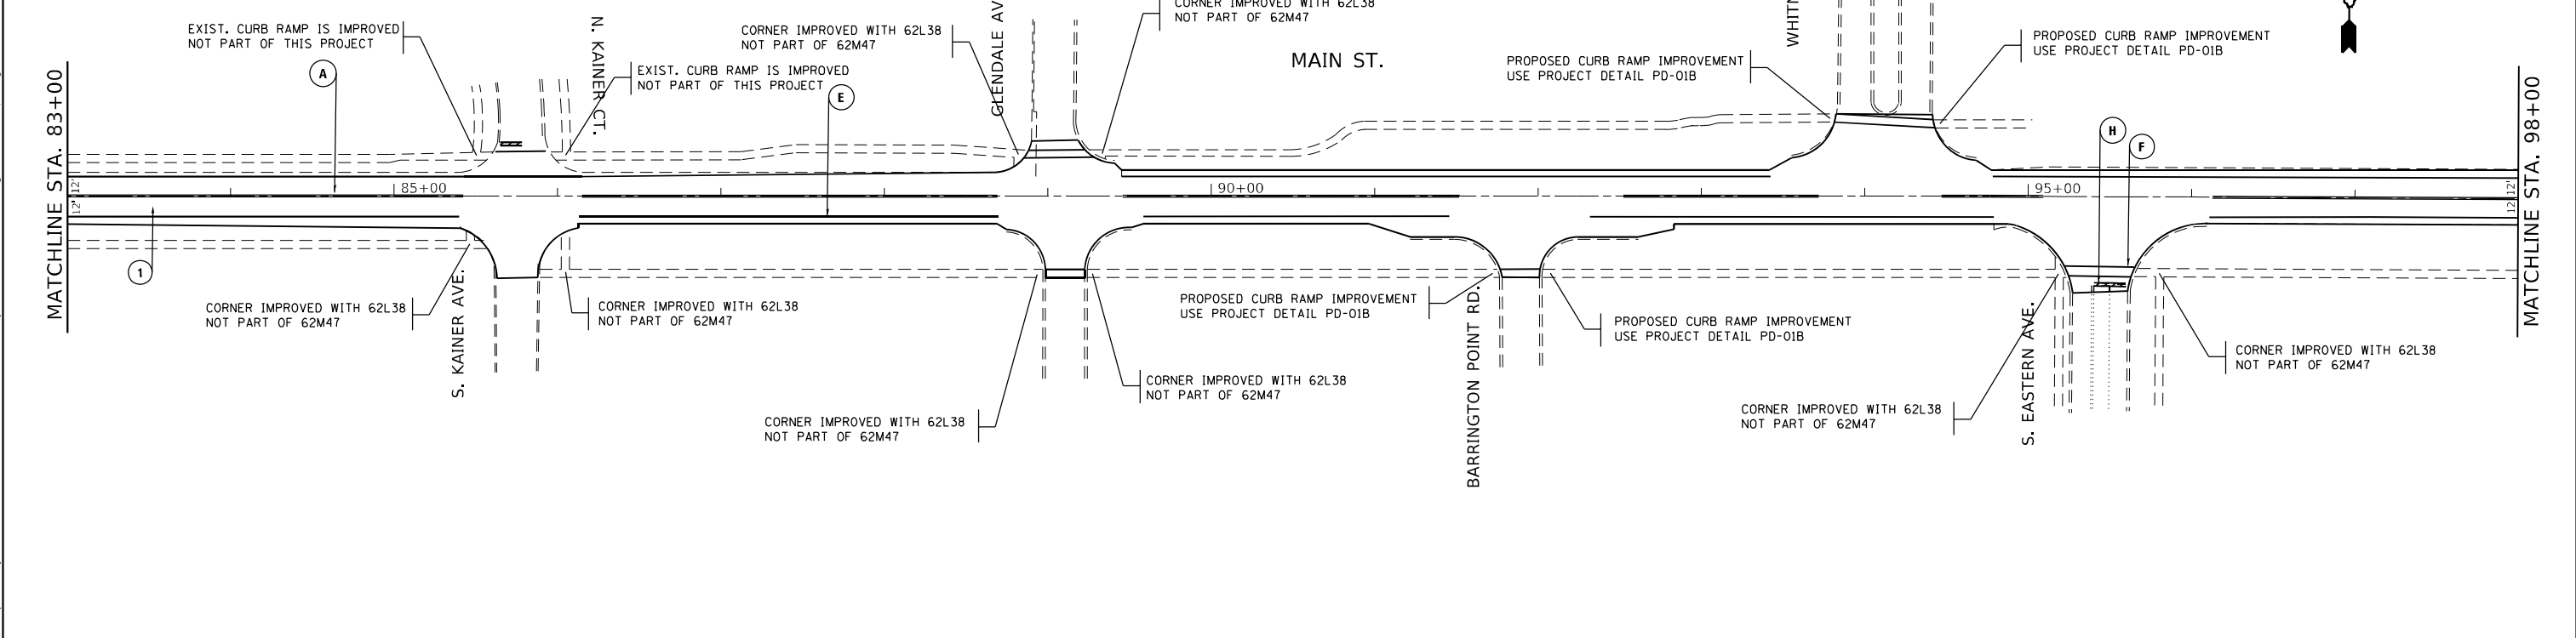 CORNER IMPROVED WITH 62L38
NOT PART OF 62M47
EXIST. CURB RAMP IS IMPROVED
NOT PART OF THIS PROJECT
A
N. KAINER CT.
EXIST. CURB RAMP IS IMPROVED
NOT PART OF THIS PROJECT
E
CORNER IMPROVED WITH 62L38
NOT PART OF 62M47
GLENDALE AV
MAIN ST.
PROPOSED CURB RAMP IMPROVEMENT
USE PROJECT DETAIL PD-01B
WHITN
PROPOSED CURB RAMP IMPROVEMENT
USE PROJECT DETAIL PD-01B
H
F
MATCHLINE STA. 83+00
12'
12'
85+00
90+00
95+00
12'
12'
MATCHLINE STA. 98+00
1
CORNER IMPROVED WITH 62L38
NOT PART OF 62M47
S. KAINER AVE.
CORNER IMPROVED WITH 62L38
NOT PART OF 62M47
CORNER IMPROVED WITH 62L38
NOT PART OF 62M47
CORNER IMPROVED WITH 62L38
NOT PART OF 62M47
PROPOSED CURB RAMP IMPROVEMENT
USE PROJECT DETAIL PD-01B
BARRINGTON POINT RD.
PROPOSED CURB RAMP IMPROVEMENT
USE PROJECT DETAIL PD-01B
CORNER IMPROVED WITH 62L38
NOT PART OF 62M47
S. EASTERN AVE.
CORNER IMPROVED WITH 62L38
NOT PART OF 62M47